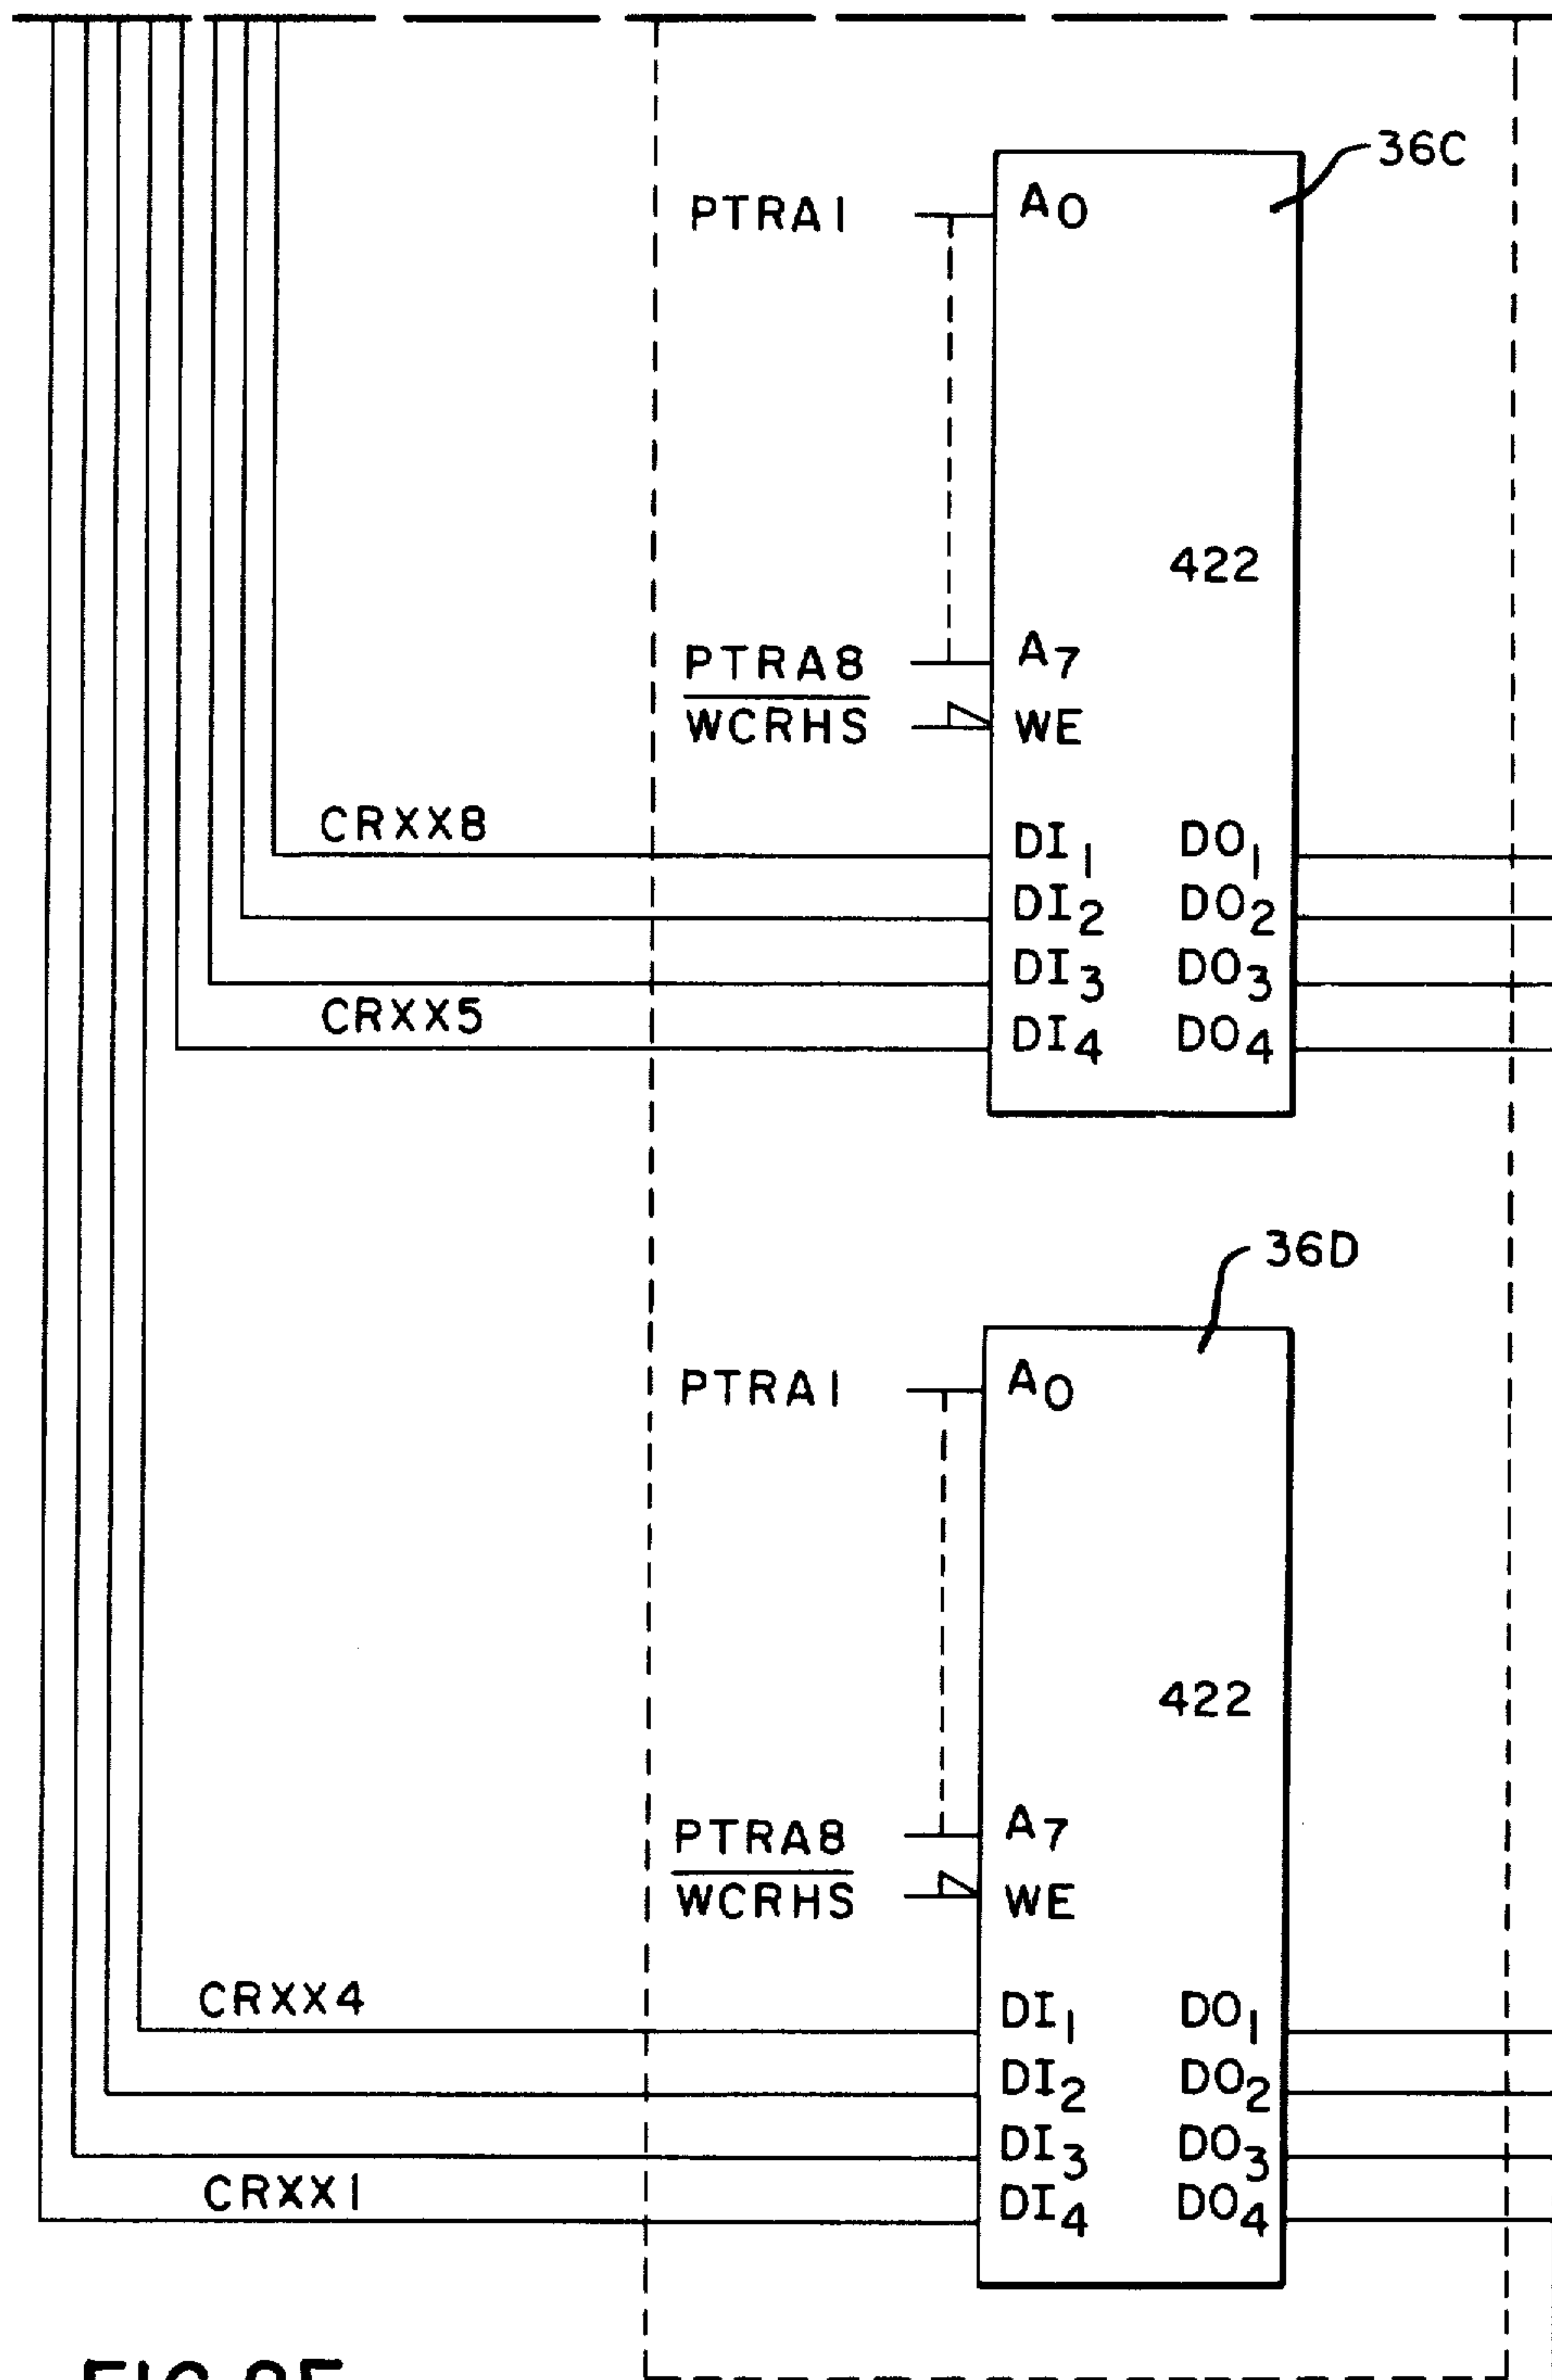 36C
PTRA1 A0
422
PTRA8 A7
WCRHS WE
CRXX8 DI1 DO1
DI2 DO2
DI3 DO3
CRXX5 DI4 DO4
36D
PTRA1 A0
422
PTRA8 A7
WCRHS WE
CRXX4 DI1 DO1
DI2 DO2
DI3 DO3
CRXX1 DI4 DO4